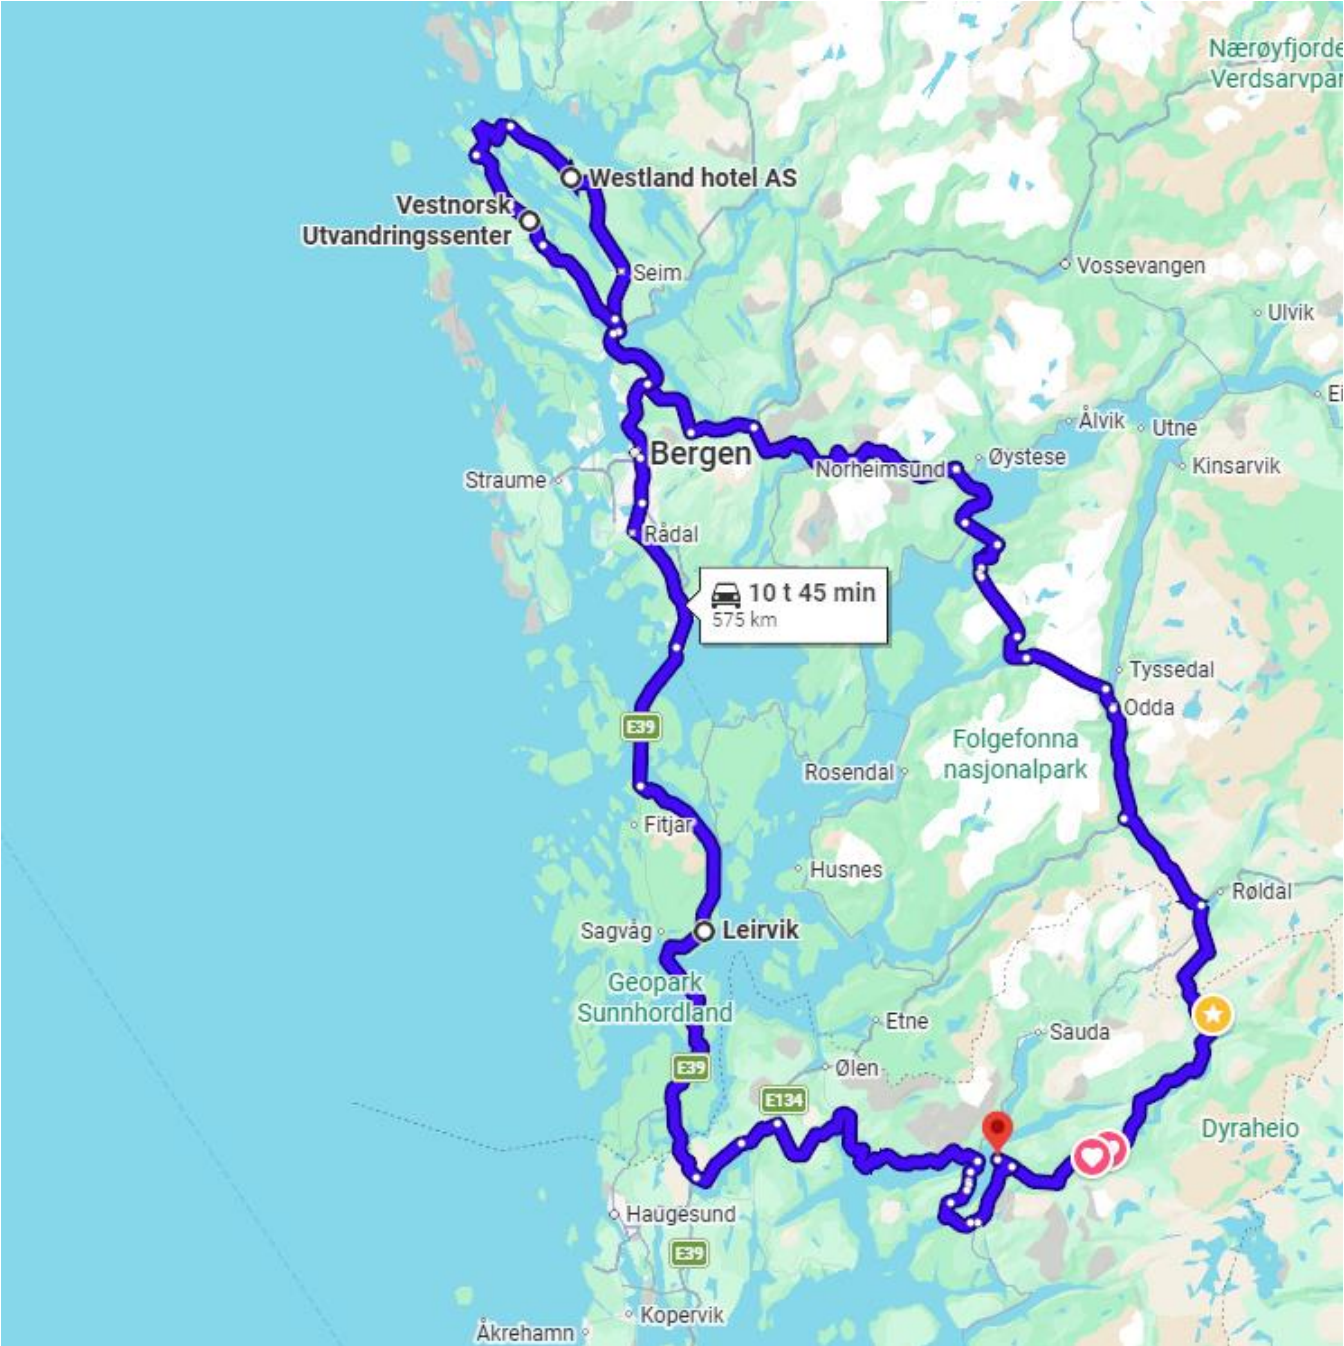 Nærøyfjorde
Verdsarvpar
Westland hotel AS
Vestnorsk
Utvandringssenter
Seim
Vossevangen
Ulvik
Ei
Ålvik
Utne
Bergen
Norheimsund
Øystese
Kinsarvik
Straume
Rådal
10 t 45 min
575 km
Tyssedal
Odda
E39
Folgefonna
nasjonalpark
Rosendal
Fitjar
Husnes
Røldal
Sagvåg
Leirvik
Geopark
Sunnhordland
Etne
Sauda
E39
Ølen
E134
Dyraheio
Haugesund
E39
Kopervik
Åkrehamn